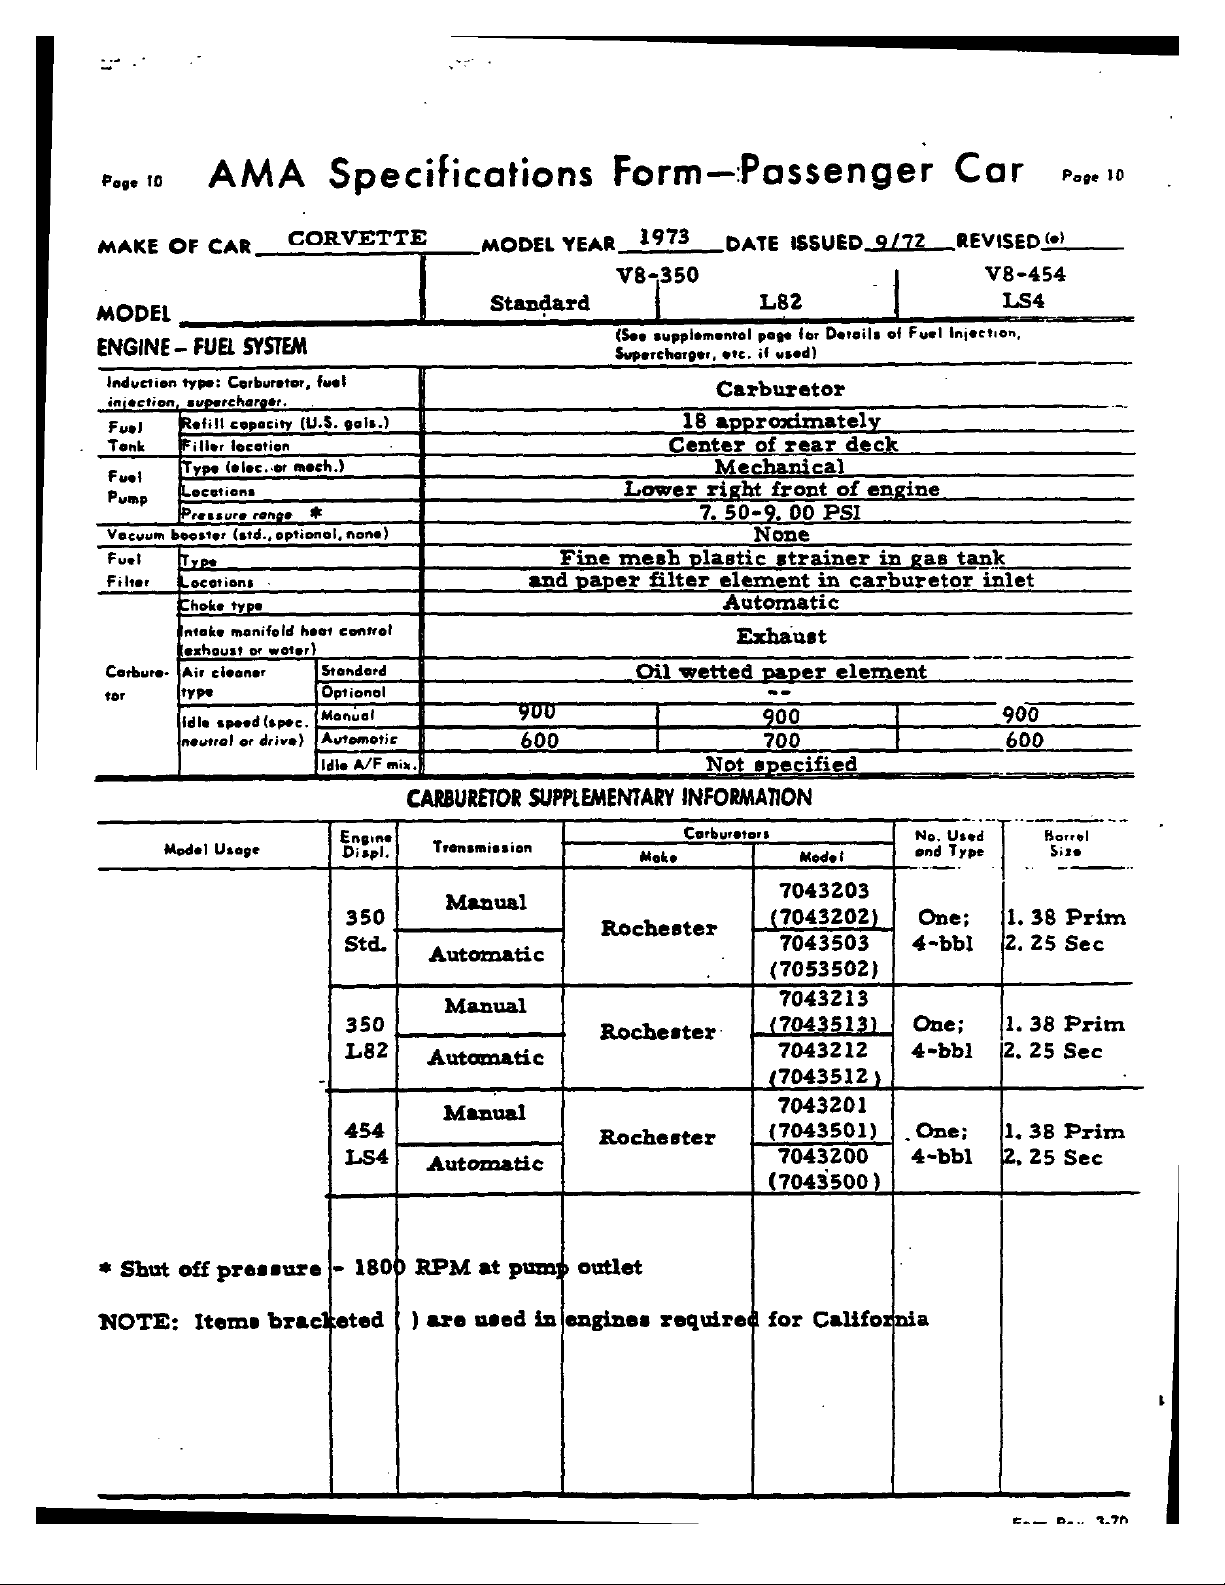 Page 10 AMA Specifications Form—Passenger Car Page 10
MAKE OF CAR CORVETTE MODEL YEAR 1973 DATE ISSUED 9/72 REVISED (•)
V8-350 V8-454
MODEL Standard L82 LS4
ENGINE – FUEL SYSTEM
(See supplemental page for Details of Fuel Injection,
Supercharger, etc. if used)
Induction type: Carburetor, fuel
injection, supercharger. Carburetor
Fuel Tank Refill capacity (U.S. gals.) 18 approximately
Filler location Center of rear deck
Fuel Pump Type (elec. or mech.) Mechanical
Locations Lower right front of engine
Pressure range * 7.50-9.00 PSI
Vacuum booster (std., optional, none) None
Fuel Filter Type Fine mesh plastic strainer in gas tank
Locations and paper filter element in carburetor inlet
Carburetor Choke type Automatic
Intake manifold heat control
(exhaust or water) Exhaust
Air cleaner type Standard Oil wetted paper element
Optional --
Idle speed (spec. neutral or drive) Manual 900 900 900
Automatic 600 700 600
Idle A/F mix. Not specified
CARBURETOR SUPPLEMENTARY INFORMATION
Model Usage Engine Displ. Transmission Carburetors Make Model No. Used and Type Barrel Size
350 Std. Manual Rochester 7043203 One; 4-bbl 1.38 Prim
(7043202) 2.25 Sec
Automatic 7043503
(7053502)
350 L82 Manual Rochester 7043213 One; 4-bbl 1.38 Prim
(7043513) 2.25 Sec
Automatic 7043212
(7043512)
454 LS4 Manual Rochester 7043201 One; 4-bbl 1.38 Prim
(7043501) 2.25 Sec
Automatic 7043200
(7043500)
* Shut off pressure - 1800 RPM at pump outlet
NOTE: Items bracketed ( ) are used in engines required for California
Form Rev. 3-70